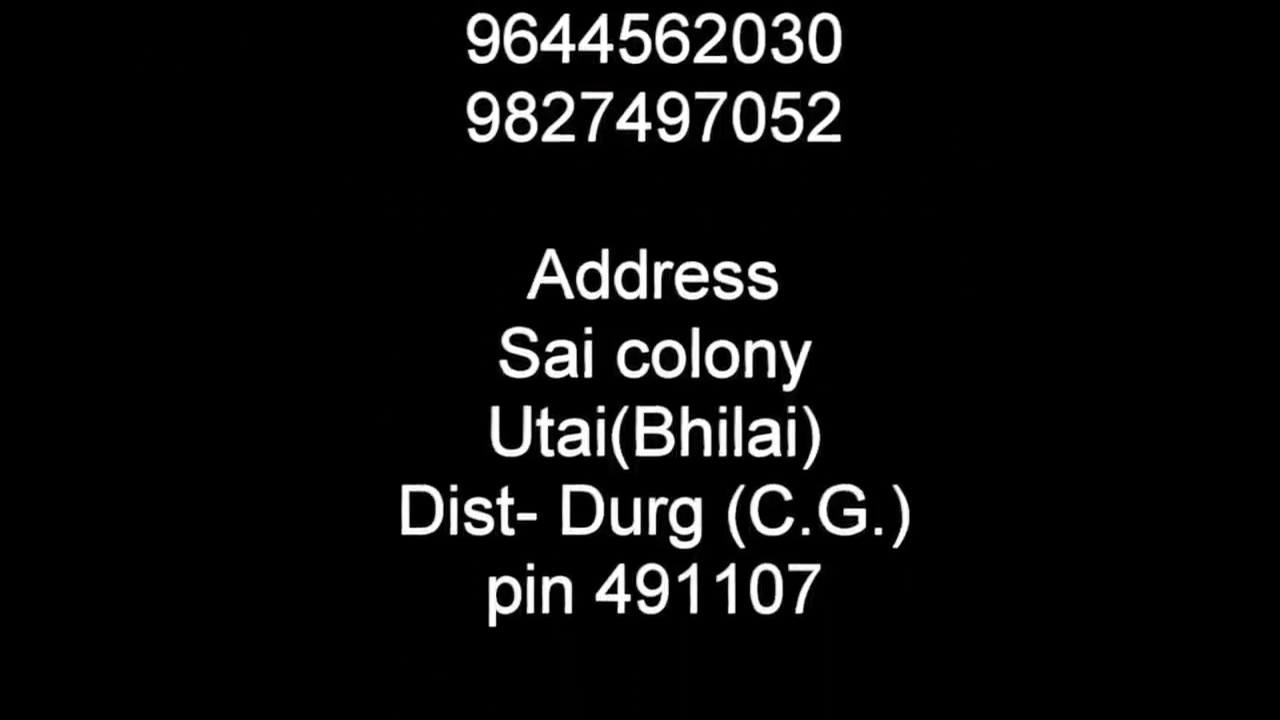 9644562030
9827497052
Address
Sai colony
Utai(Bhilai)
Dist- Durg (C.G.)
pin 491107